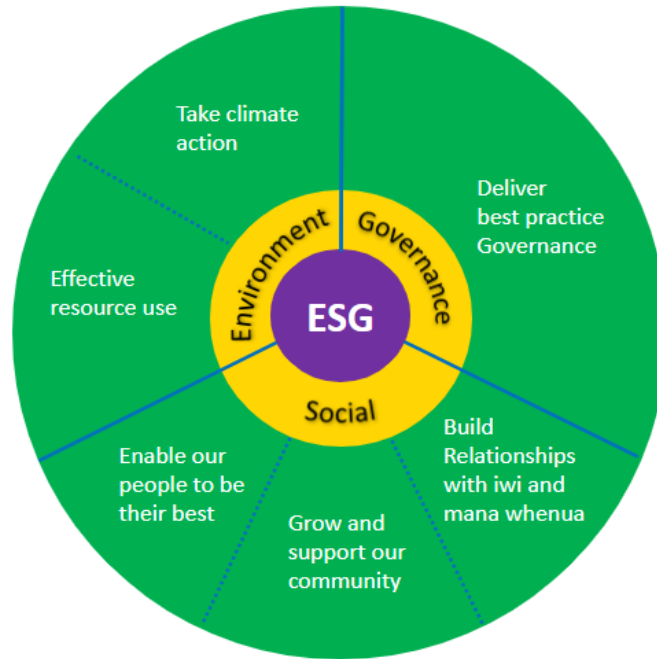 Take climate
action
Deliver
best practice
Governance
Effective
resource use
Environment
Governance
ESG
Social
Enable our
people to be
their best
Grow and
support our
community
Build
Relationships
with iwi and
mana whenua